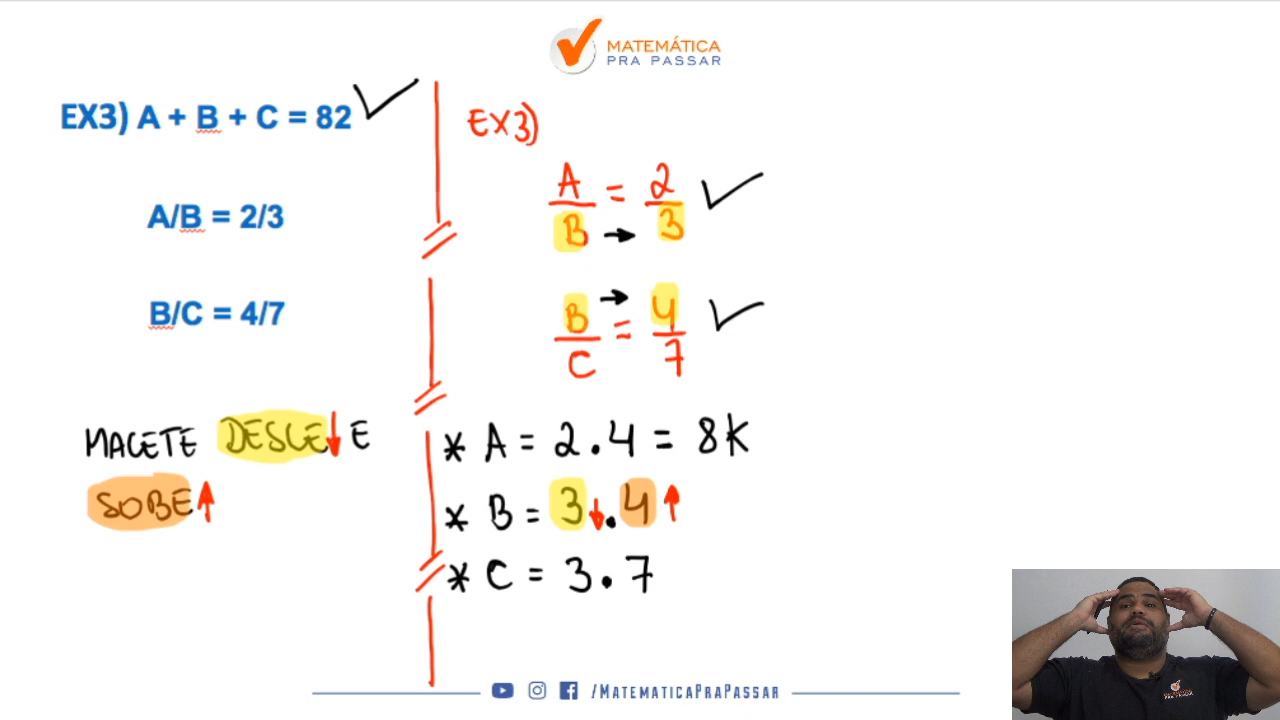 MATEMÁTICA
PRA PASSAR
EX3) A + B + C = 82
A/B = 2/3
B/C = 4/7
MACETE DESCE↓ E
SOBE↑
EX3)
A/B = 2/3
→
B/C = 4/7
→
* A = 2.4 = 8K
* B = 3↓.4↑
* C = 3.7
/MATEMATICAPRAPASSAR